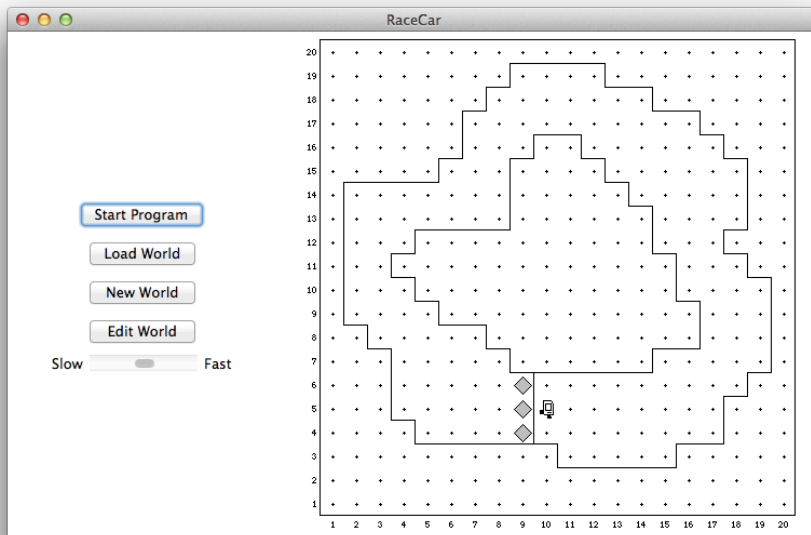 RaceCar
Start Program
Load World
New World
Edit World
Slow Fast
20
19
18
17
16
15
14
13
12
11
10
9
8
7
6
5
4
3
2
1
1 2 3 4 5 6 7 8 9 10 11 12 13 14 15 16 17 18 19 20